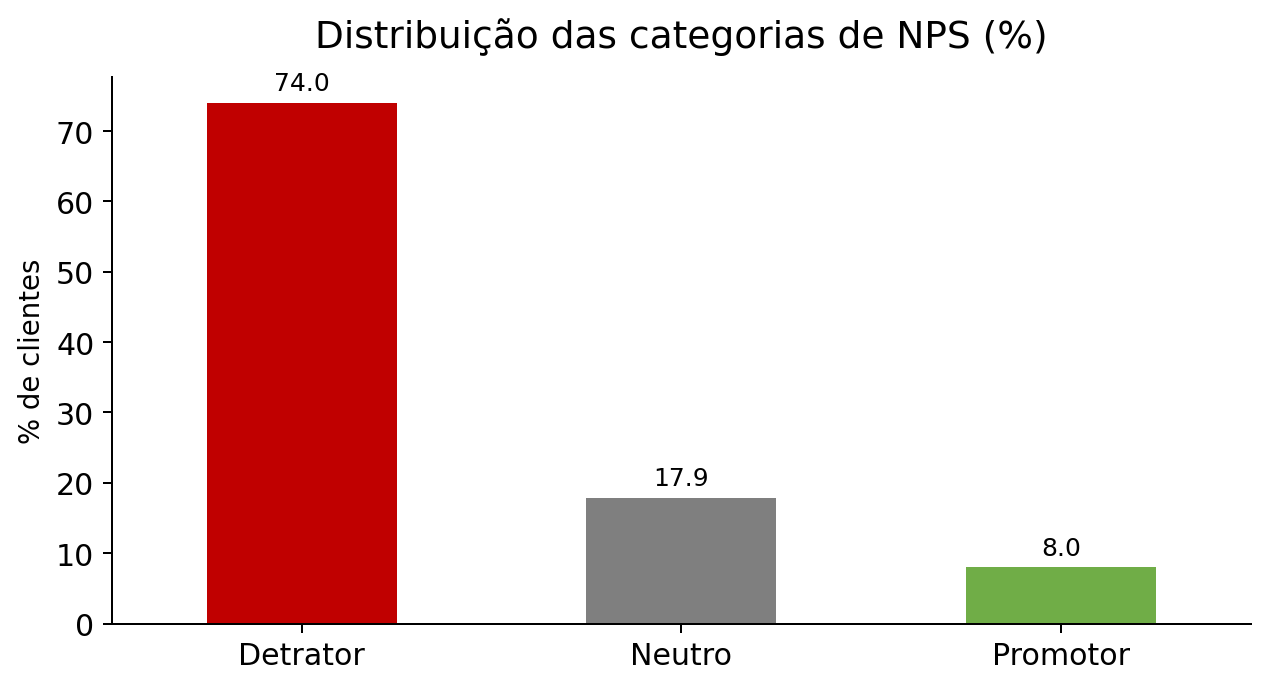 Distribuição das categorias de NPS (%)
74.0
17.9
8.0
% de clientes
70
60
50
40
30
20
10
0
Detrator
Neutro
Promotor